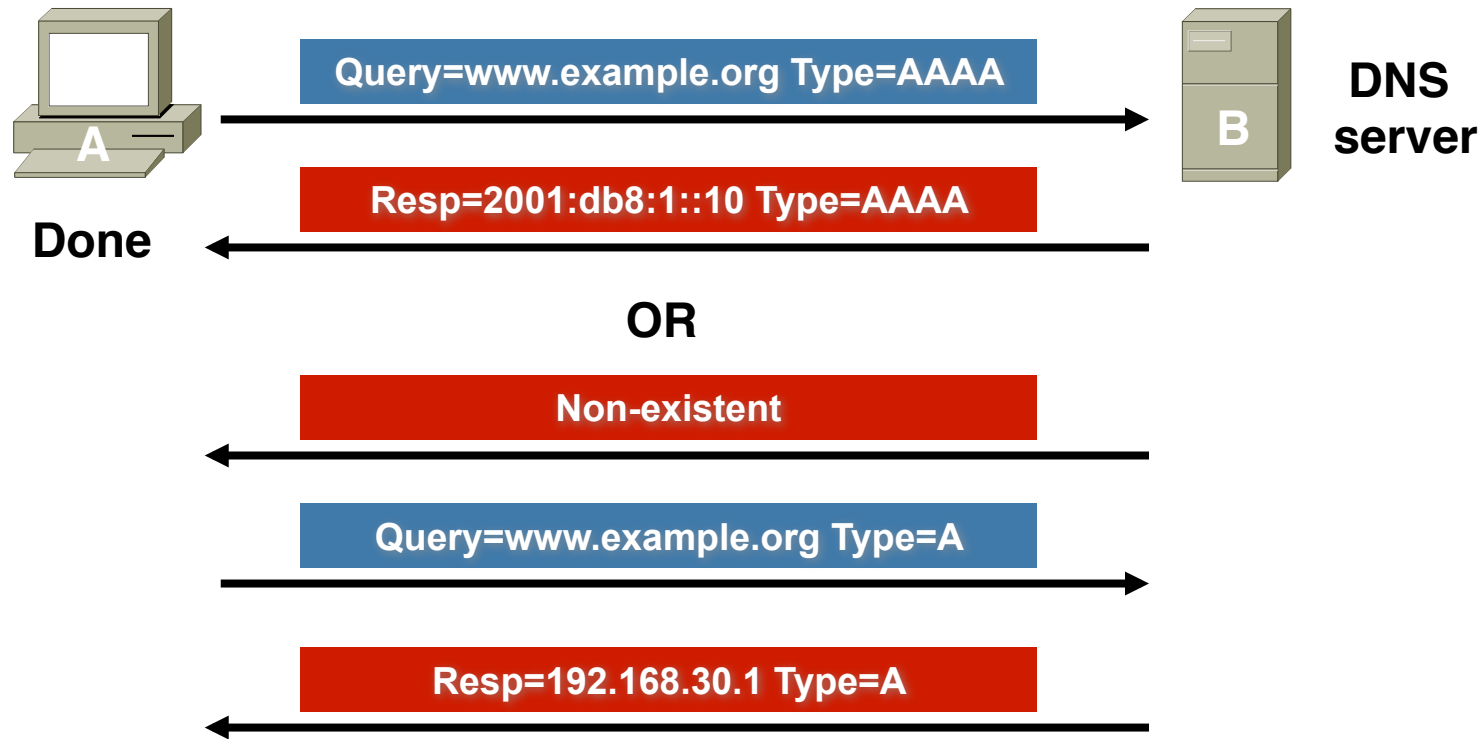 Query=www.example.org Type=AAAA
A
B
DNS
server
Resp=2001:db8:1::10 Type=AAAA
Done
OR
Non-existent
Query=www.example.org Type=A
Resp=192.168.30.1 Type=A